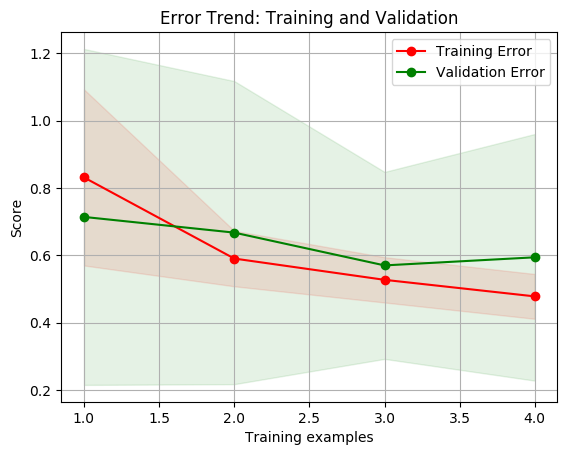 Error Trend: Training and Validation
Training Error
Validation Error
Score
1.2
1.0
0.8
0.6
0.4
0.2
1.0 1.5 2.0 2.5 3.0 3.5 4.0
Training examples